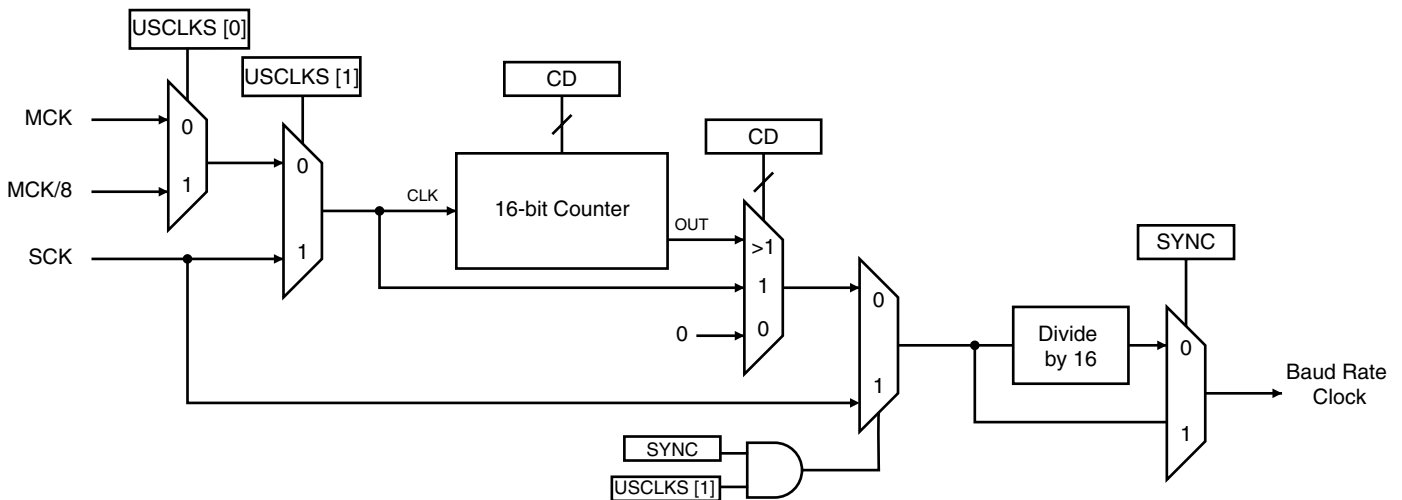 USCLKS [0]
USCLKS [1]
CD
MCK
0
CD
0
MCK/8
1
CLK
16-bit Counter
OUT
SYNC
SCK
1
>1
1
0
0
0
Divide
by 16
0
Baud Rate
Clock
1
1
SYNC
USCLKS [1]